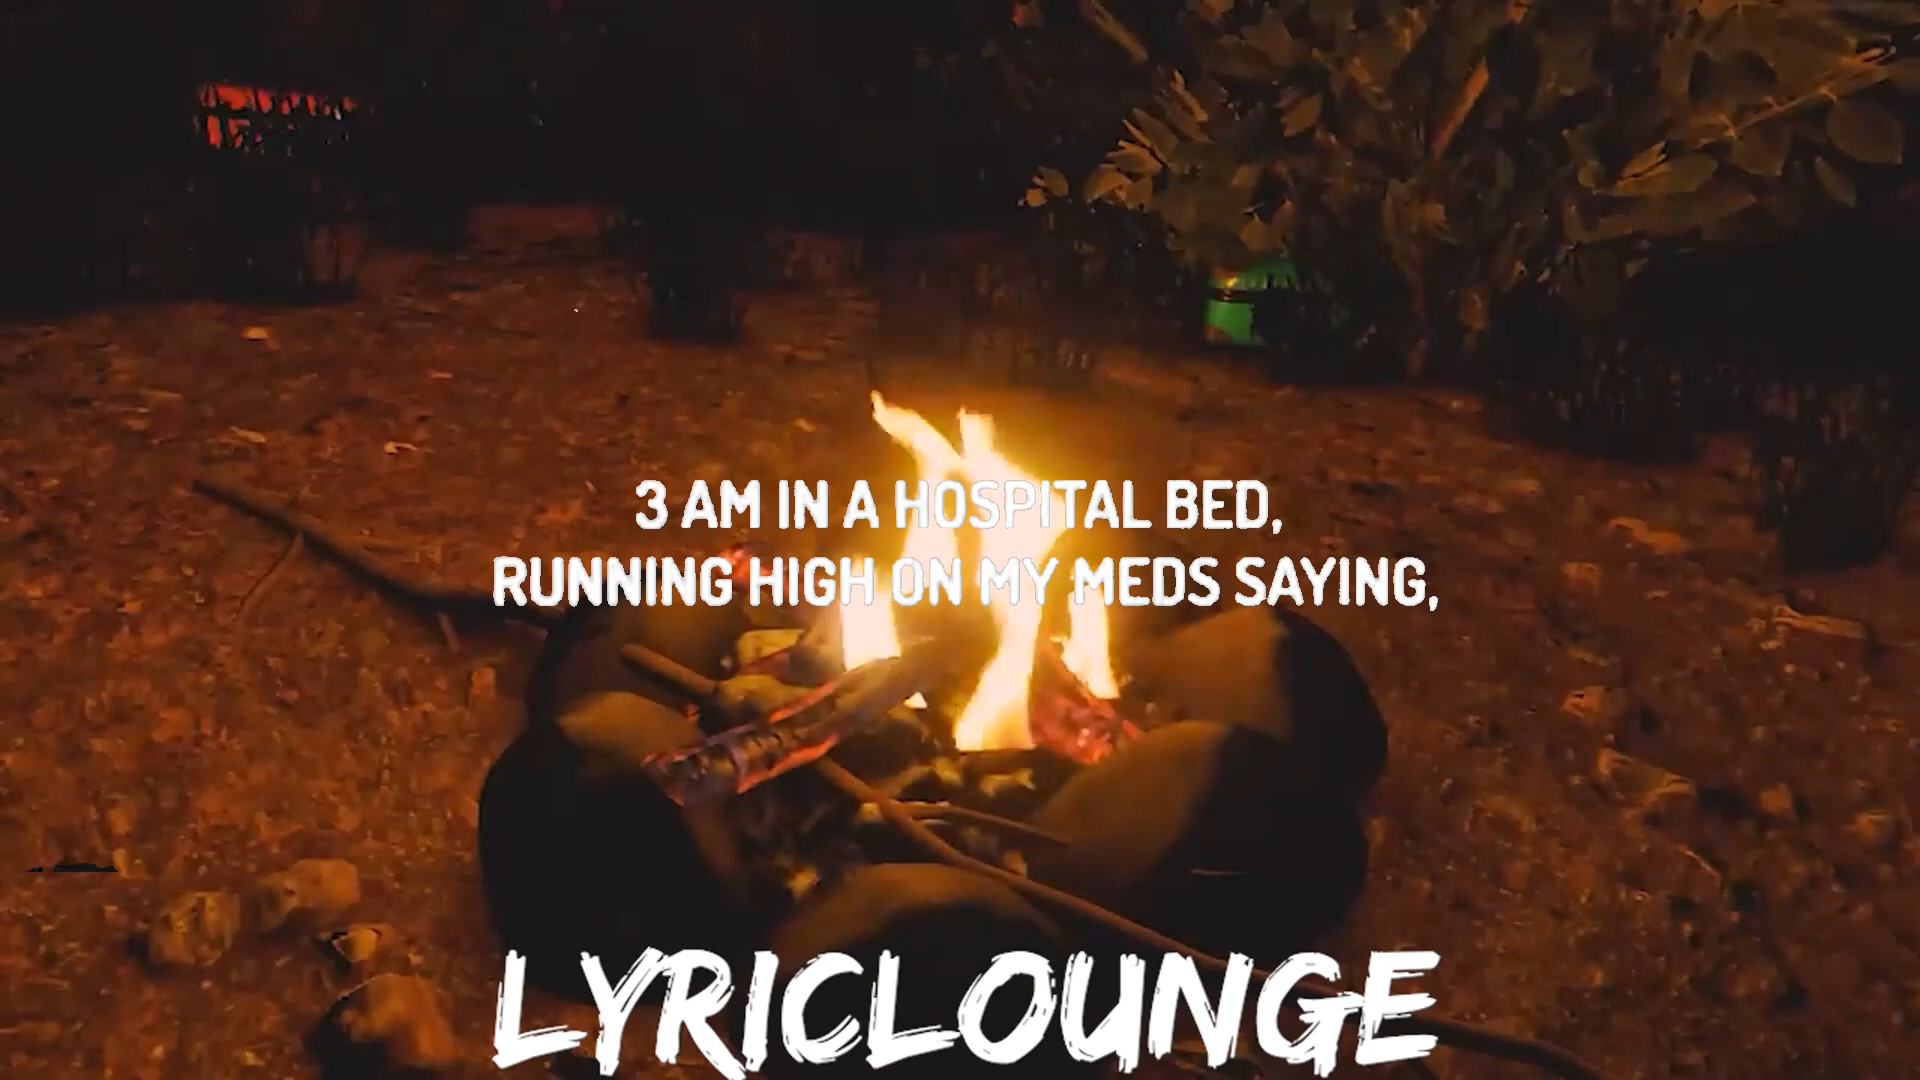 3 AM IN A HOSPITAL BED,
RUNNING HIGH ON MY MEDS SAYING,
LYRICLOUNGE